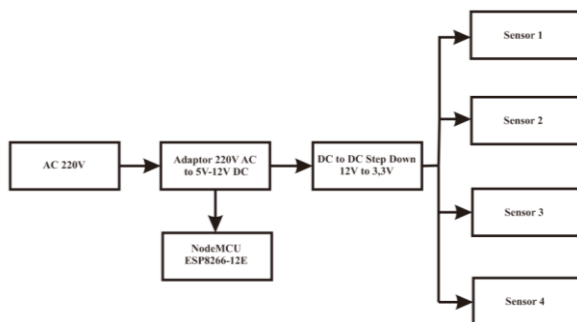 Sensor 1
Sensor 2
AC 220V
Adaptor 220V AC
to 5V-12V DC
DC to DC Step Down
12V to 3,3V
Sensor 3
NodeMCU
ESP8266-12E
Sensor 4